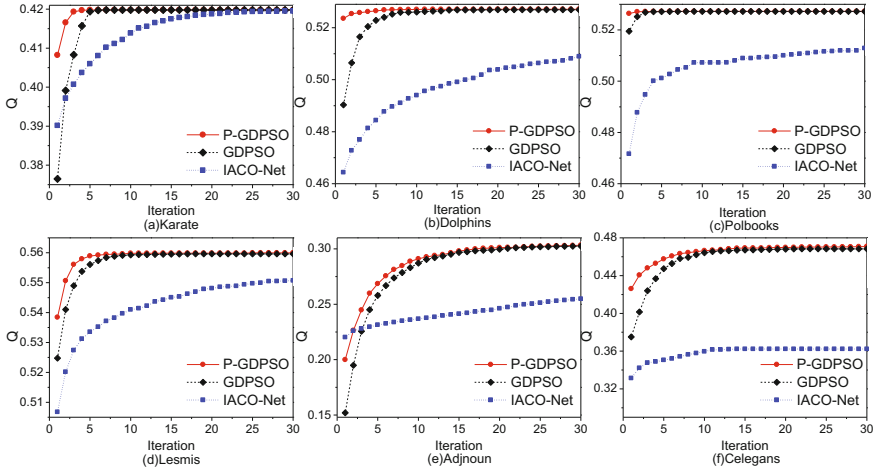 0.42
0.41
0.40
0.39
0.38
Q
P-GDPSO
GDPSO
IACO-Net
0 5 10 15 20 25 30
Iteration
(a)Karate
0.52
0.50
0.48
0.46
Q
P-GDPSO
GDPSO
IACO-Net
0 5 10 15 20 25 30
Iteration
(b)Dolphins
0.52
0.50
0.48
0.46
Q
P-GDPSO
GDPSO
IACO-Net
0 5 10 15 20 25 30
Iteration
(c)Polbooks
0.56
0.55
0.54
0.53
0.52
0.51
Q
P-GDPSO
GDPSO
IACO-Net
0 5 10 15 20 25 30
Iteration
(d)Lesmis
0.30
0.25
0.20
0.15
Q
P-GDPSO
GDPSO
IACO-Net
0 5 10 15 20 25 30
Iteration
(e)Adjnoun
0.48
0.44
0.40
0.36
0.32
Q
P-GDPSO
GDPSO
IACO-Net
0 5 10 15 20 25 30
Iteration
(f)Celegans